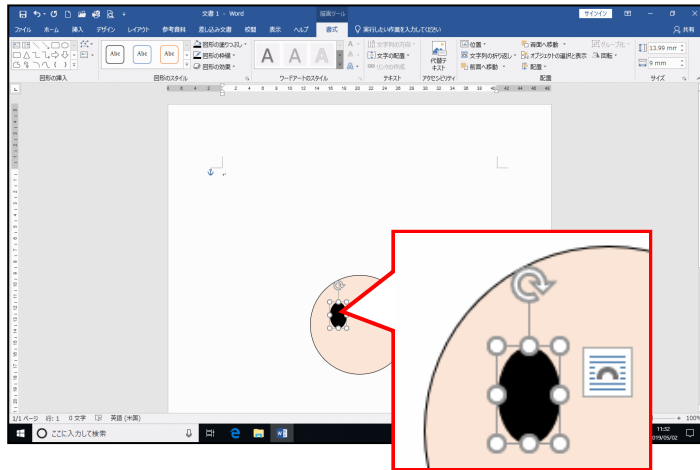 文書 1 - Word
描画ツール
サインイン
ファイル ホーム 挿入 デザイン レイアウト 参考資料 差し込み文書 校閲 表示 ヘルプ 書式 実行したい作業を入力してください 共有
Abc Abc Abc
図形の塗りつぶし
図形の枠線
図形の効果
A A A
文字列の方向
文字の配置
リンクの作成
代替テ
キスト
位置
文字列の折り返し
前面へ移動
背面へ移動
オブジェクトの選択と表示
配置
グループ化
回転
13.99 mm
9 mm
図形の挿入 図形のスタイル ワードアートのスタイル テキスト アクセシビリティ 配置 サイズ
1/1 ページ 行: 1 0 文字 英語 (米国)
100%
ここに入力して検索
11:52
2019/05/02